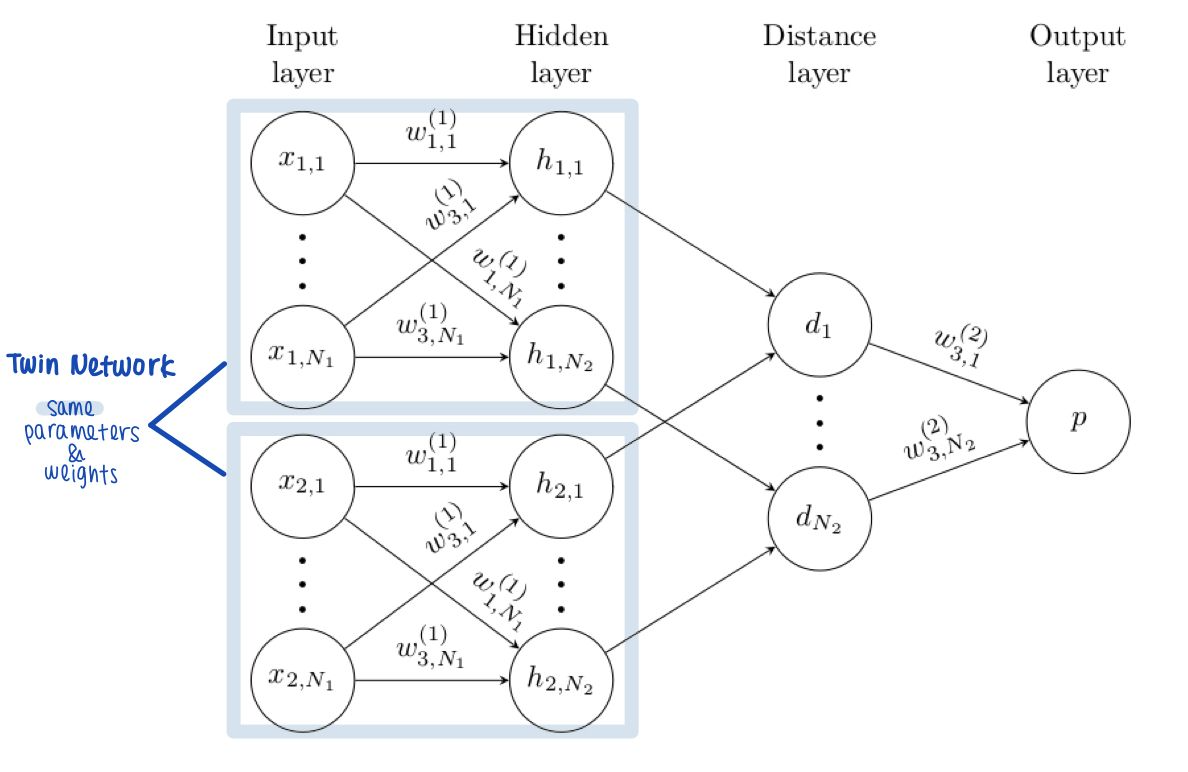 Input layer
Hidden layer
Distance layer
Output layer
x_{1,1}
w_{1,1}^{(1)}
h_{1,1}
w_{3,1}^{(1)}
w_{1,N_1}^{(1)}
x_{1,N_1}
w_{3,N_1}^{(1)}
h_{1,N_2}
Twin Network
same
parameters
&
weights
x_{2,1}
w_{1,1}^{(1)}
h_{2,1}
w_{3,1}^{(1)}
w_{1,N_1}^{(1)}
x_{2,N_1}
w_{3,N_1}^{(1)}
h_{2,N_2}
d_1
w_{3,1}^{(2)}
d_{N_2}
w_{3,N_2}^{(2)}
p